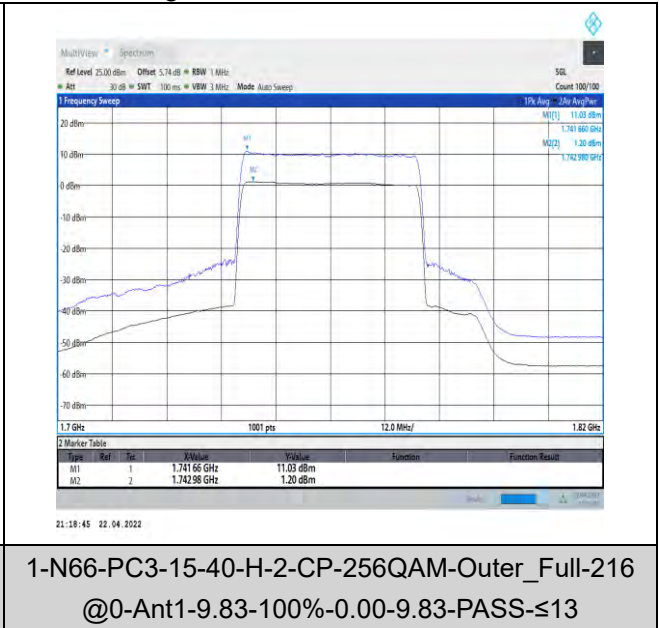 MultiView Spectrum
Ref Level 25.00 dBm Offset 5.74 dB RBW 1 MHz SGL
Att 30 dB SWT 100 ms VBW 3 MHz Mode Auto Sweep Count 100/100
1 Frequency Sweep 1Pk Avg 2Av AvgPwr
M1[1] 11.03 dBm
1.741 660 GHz
M2[2] 1.20 dBm
1.742 980 GHz
20 dBm
M1
10 dBm
M2
0 dBm
-10 dBm
-20 dBm
-30 dBm
-40 dBm
-50 dBm
-60 dBm
-70 dBm
1.7 GHz 1001 pts 12.0 MHz/ 1.82 GHz
2 Marker Table
Type Ref Trc X-Value Y-Value Function Function Result
M1 1 1.741 66 GHz 11.03 dBm
M2 2 1.742 98 GHz 1.20 dBm
21:18:45 22.04.2022
1-N66-PC3-15-40-H-2-CP-256QAM-Outer_Full-216
@0-Ant1-9.83-100%-0.00-9.83-PASS-≤13